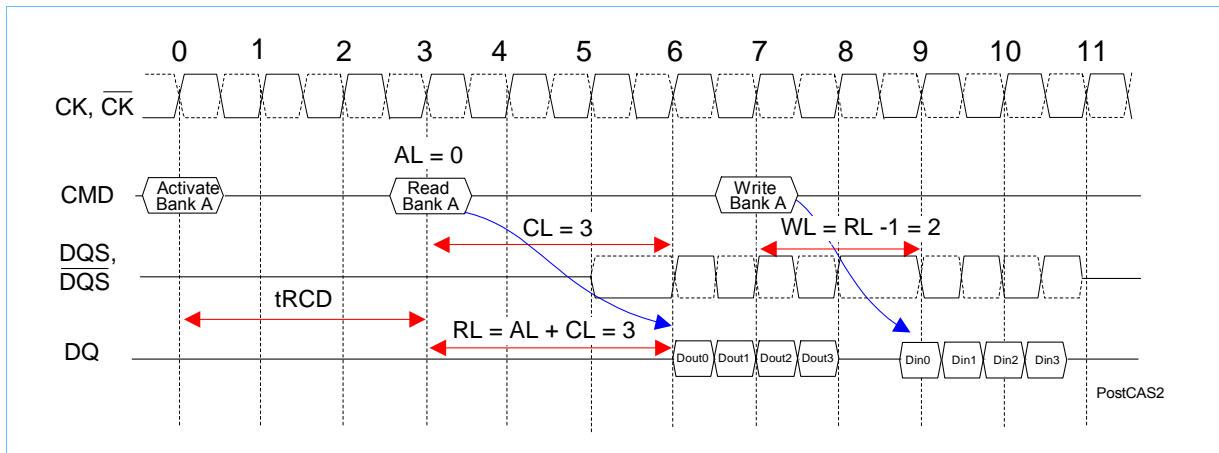 0 1 2 3 4 5 6 7 8 9 10 11
CK, C̅K̅
AL = 0
CMD
Activate
Bank A
Read
Bank A
Write
Bank A
CL = 3
WL = RL -1 = 2
DQS,
D̅Q̅S̅
tRCD
RL = AL + CL = 3
DQ
Dout0 Dout1 Dout2 Dout3
Din0 Din1 Din2 Din3
PostCAS2